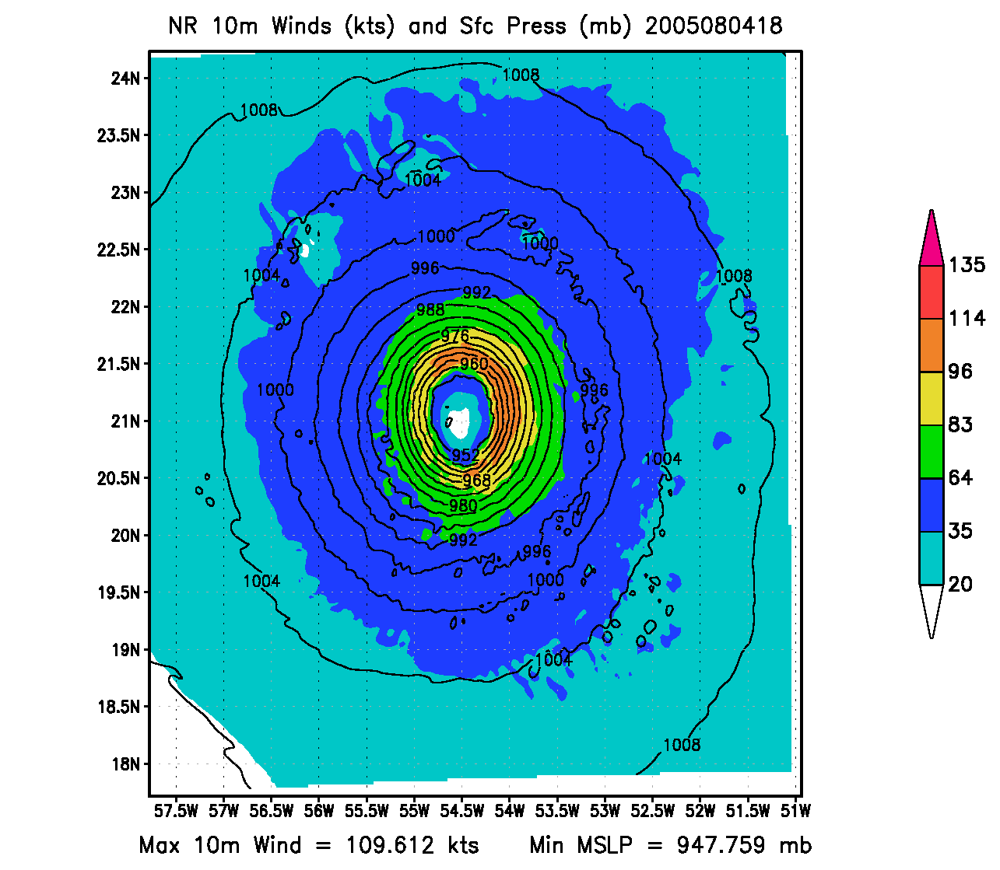 NR 10m Winds (kts) and Sfc Press (mb) 2005080418
24N
23.5N
23N
22.5N
22N
21.5N
21N
20.5N
20N
19.5N
19N
18.5N
18N
1008
1008
1004
1000
1000
1004
996
1008
992
988
976
960
1000
996
952
1004
968
980
992
996
1004
1000
1004
1008
135
114
96
83
64
35
20
57.5W 57W 56.5W 56W 55.5W 55W 54.5W 54W 53.5W 53W 52.5W 52W 51.5W 51W
Max 10m Wind = 109.612 kts Min MSLP = 947.759 mb